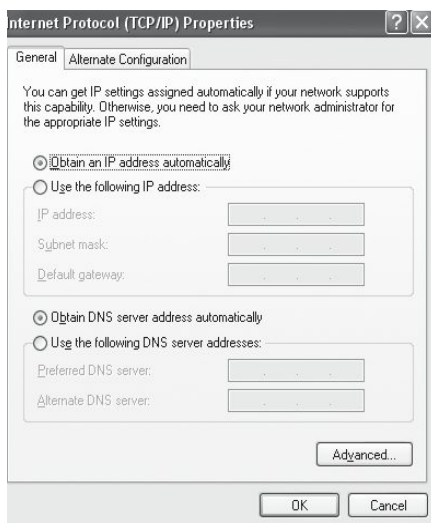 Internet Protocol (TCP/IP) Properties
General Alternate Configuration
You can get IP settings assigned automatically if your network supports
this capability. Otherwise, you need to ask your network administrator for
the appropriate IP settings.
Obtain an IP address automatically
Use the following IP address:
IP address:
Subnet mask:
Default gateway:
Obtain DNS server address automatically
Use the following DNS server addresses:
Preferred DNS server:
Alternate DNS server:
Advanced...
OK Cancel